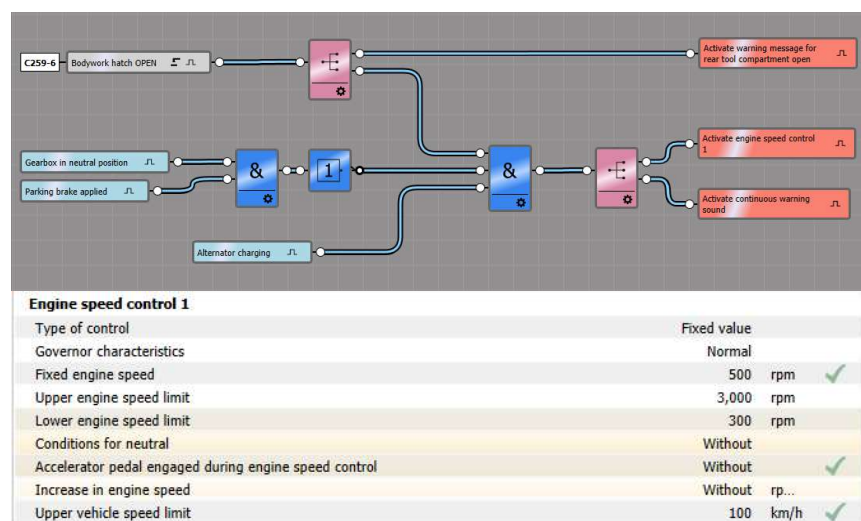 Activate warning message for
rear tool compartment open
C259-6
Bodywork hatch OPEN
Activate engine speed control
1
Gearbox in neutral position
&
1
&
Parking brake applied
Activate continuous warning
sound
Alternator charging
Engine speed control 1
Type of control Fixed value
Governor characteristics Normal
Fixed engine speed 500 rpm
Upper engine speed limit 3,000 rpm
Lower engine speed limit 300 rpm
Conditions for neutral Without
Accelerator pedal engaged during engine speed control Without
Increase in engine speed Without rp...
Upper vehicle speed limit 100 km/h